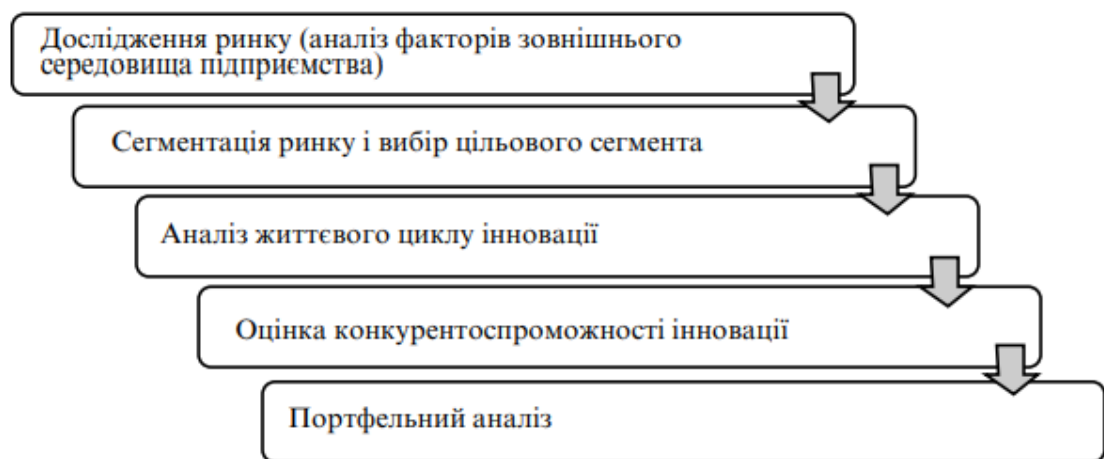 Дослідження ринку (аналіз факторів зовнішнього
середовища підприємства)
Сегментація ринку і вибір цільового сегмента
Аналіз життєвого циклу інновації
Оцінка конкурентоспроможності інновації
Портфельний аналіз